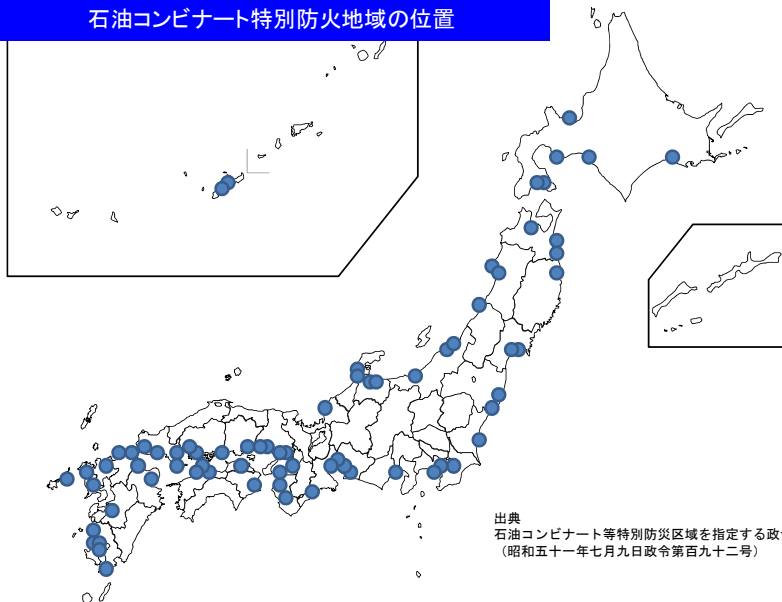 石油コンビナート特別防火地域の位置
出典
石油コンビナート等特別防災区域を指定する政
（昭和五十一年七月九日政令第百九十二号）